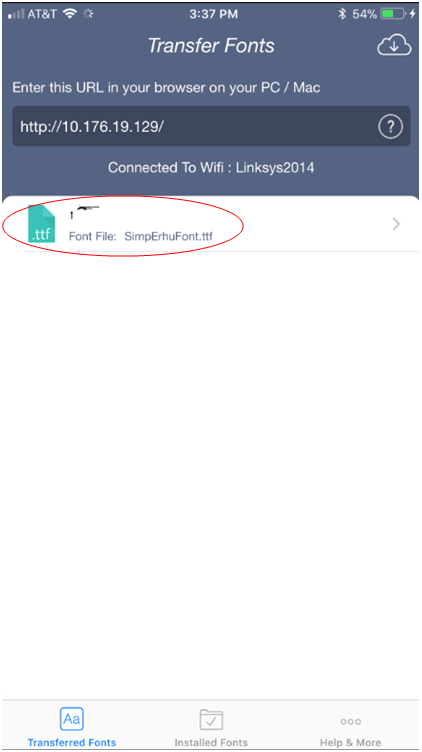 AT&T 3:37 PM 54%
Transfer Fonts
Enter this URL in your browser on your PC / Mac
http://10.176.19.129/ ?
Connected To Wifi : Linksys2014
.ttf
Font File: SimpErhuFont.ttf
Aa
Transferred Fonts Installed Fonts Help & More